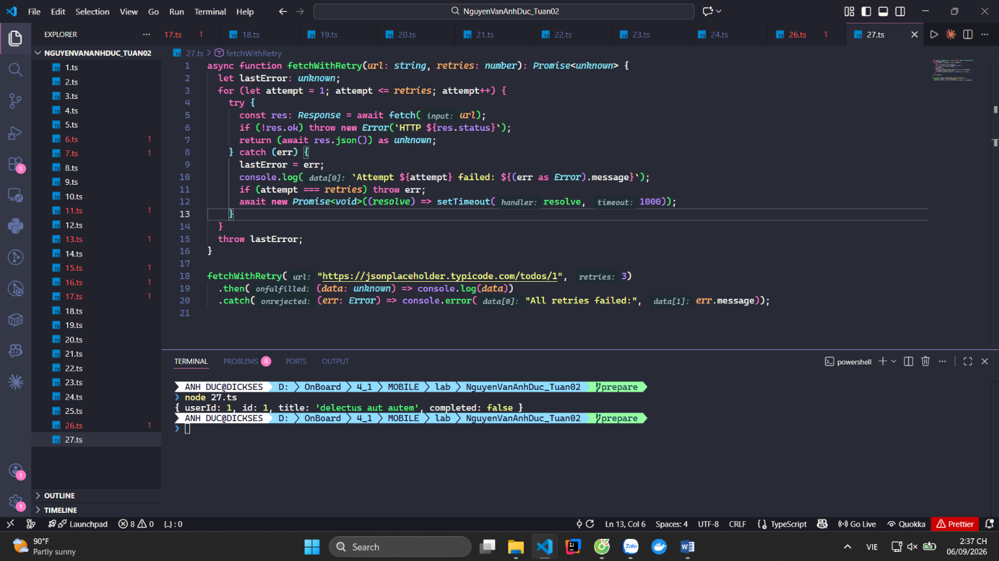 File Edit Selection View Go Run Terminal Help
NguyenVanAnhDuc_Tuan02
EXPLORER
17.ts 1 18.ts 19.ts 20.ts 21.ts 22.ts 23.ts 24.ts 26.ts 1 27.ts
NGUYENVANANHDUC_TUAN02
1.ts
2.ts
3.ts
4.ts
5.ts
6.ts 1
7.ts 1
8.ts
9.ts
10.ts
11.ts 1
12.ts
13.ts 1
14.ts
15.ts 1
16.ts 1
17.ts 1
18.ts
19.ts
20.ts
21.ts
22.ts
23.ts
24.ts
25.ts
26.ts 1
27.ts
OUTLINE
TIMELINE
5
1
1
27.ts > fetchWithRetry
1 async function fetchWithRetry(url: string, retries: number): Promise<unknown> {
2 let lastError: unknown;
3 for (let attempt = 1; attempt <= retries; attempt++) {
4 try {
5 const res: Response = await fetch( input: url);
6 if (!res.ok) throw new Error(`HTTP ${res.status}`);
7 return (await res.json()) as unknown;
8 } catch (err) {
9 lastError = err;
10 console.log( data[0]: `Attempt ${attempt} failed: ${(err as Error).message}`);
11 if (attempt === retries) throw err;
12 await new Promise<void>((resolve) => setTimeout( handler: resolve, timeout: 1000));
13 }
14 }
15 throw lastError;
16 }
17
18 fetchWithRetry( url: "https://jsonplaceholder.typicode.com/todos/1", retries: 3)
19 .then( onfulfilled: (data: unknown) => console.log(data))
20 .catch( onrejected: (err: Error) => console.error( data[0]: "All retries failed:", data[1]: err.message));
21
TERMINAL PROBLEMS 8 PORTS OUTPUT
powershell
ANH DUC@DICKSES D: OnBoard 4_1 MOBILE lab NguyenVanAnhDuc_Tuan02 prepare
❯ node 27.ts
{ userId: 1, id: 1, title: 'delectus aut autem', completed: false }
ANH DUC@DICKSES D: OnBoard 4_1 MOBILE lab NguyenVanAnhDuc_Tuan02 prepare
❯
Launchpad 8 0 {..} : 0 Ln 13, Col 6 Spaces: 4 UTF-8 CRLF TypeScript Go Live Quokka Prettier
90°F
Partly sunny
Search
Zalo
VIE
2:37 CH
06/09/2026